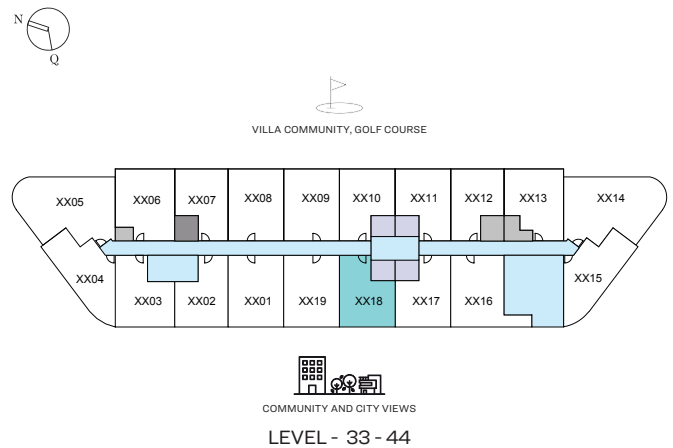 N
Q
VILLA COMMUNITY, GOLF COURSE
XX05 XX06 XX07 XX08 XX09 XX10 XX11 XX12 XX13 XX14
XX04 XX03 XX02 XX01 XX19 XX18 XX17 XX16 XX15
COMMUNITY AND CITY VIEWS
LEVEL - 33 - 44